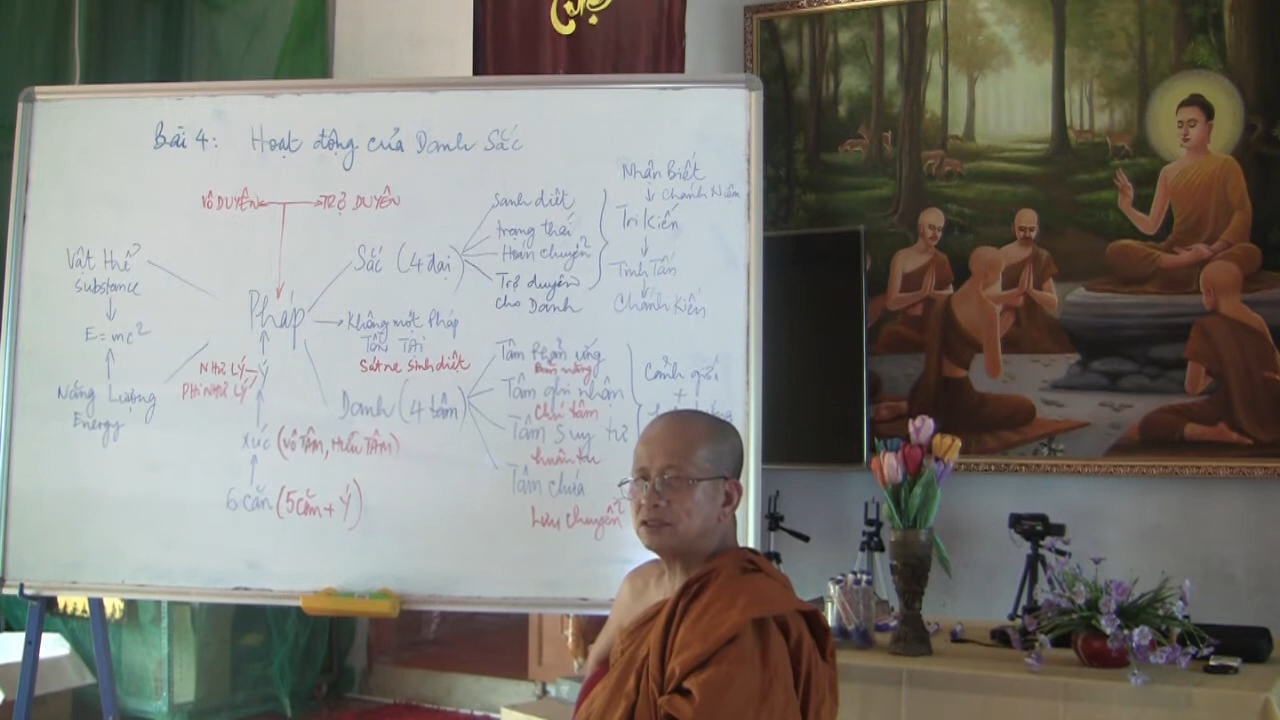 Bài 4: Hoạt động của Danh Sắc
VÔ DUYÊN
TRỢ DUYÊN
Vật thể
Substance
E = mc²
Năng Lượng
Energy
Pháp
NHƯ LÝ
PHI NHƯ LÝ
Ý
xúc (VÔ TÂM, HỮU TÂM)
6 căn (5 căn + Ý)
Sắc (4 đại)
sanh diệt
trạng thái
Hoán chuyển
Trợ duyên
cho Danh
Nhận Biết
Chánh Niệm
Tri Kiến
Tinh Tấn
Chánh Kiến
Không một Pháp
TỒN TẠI
Sát na sinh diệt
Danh (4 tâm)
Tâm Phản ứng
Bản năng
Tâm ghi nhận
Chú tâm
Tâm Suy tư
huân tu
Tâm chứa
Lưu chuyển
Cảnh giới
+